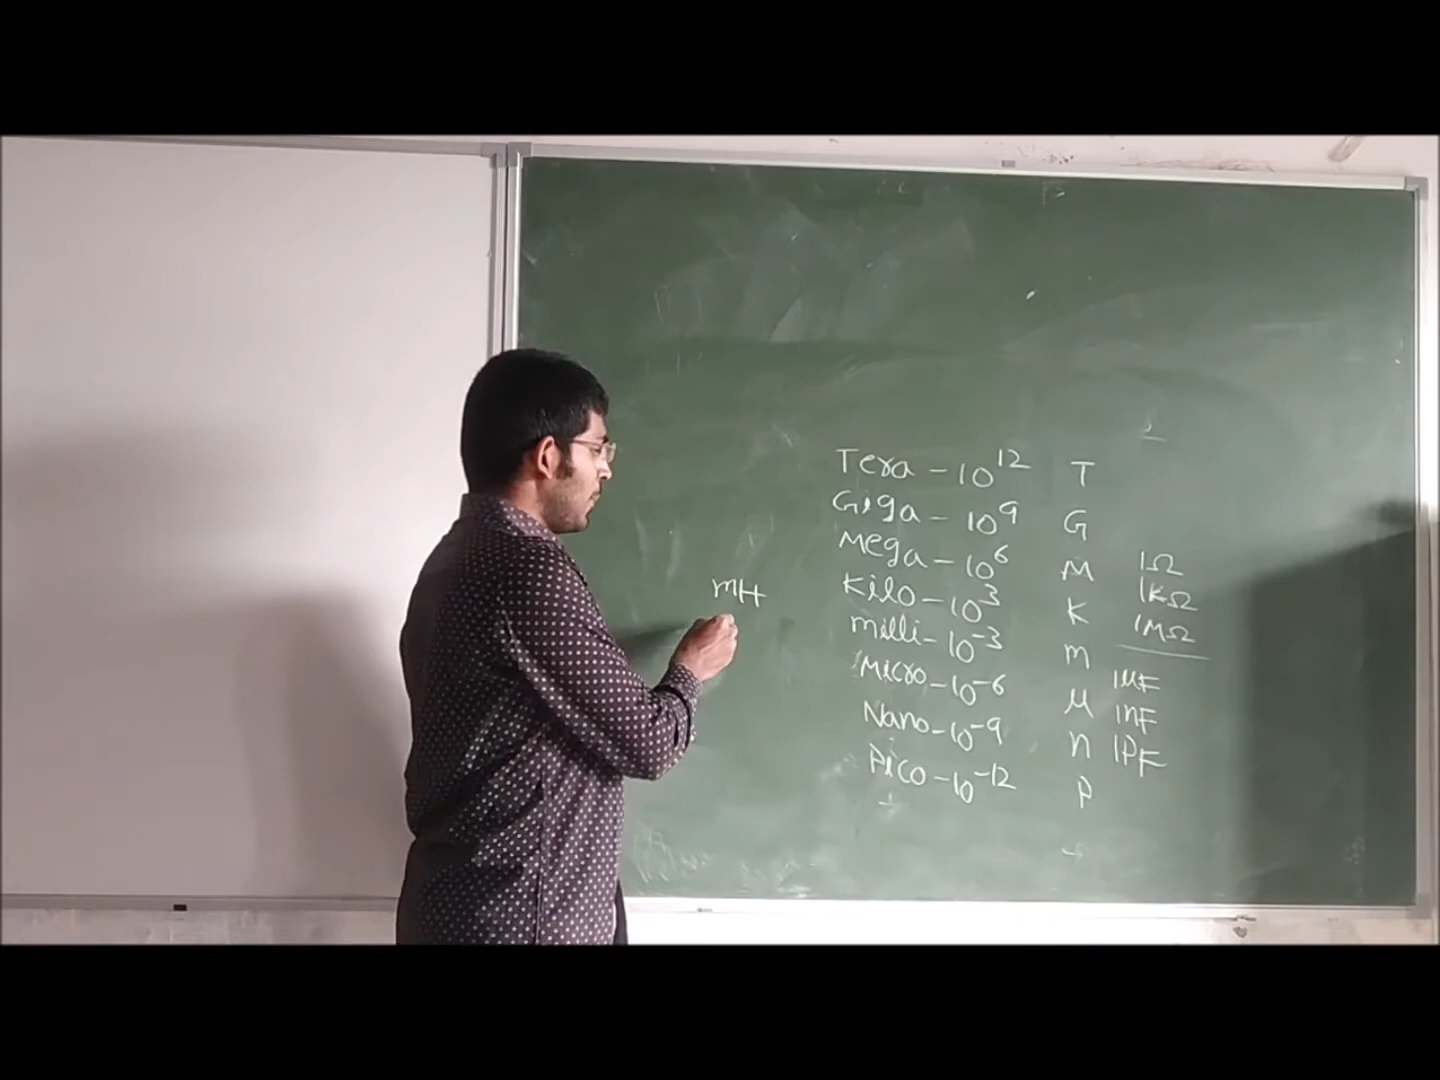 Tera - 10^12 T
Giga - 10^9 G
Mega - 10^6 M 1Ω
Kilo - 10^3 K 1KΩ
milli - 10^-3 m 1MΩ
Micro - 10^-6 μ 1μF
Nano - 10^-9 n 1nF
Pico - 10^-12 P 1PF
mH